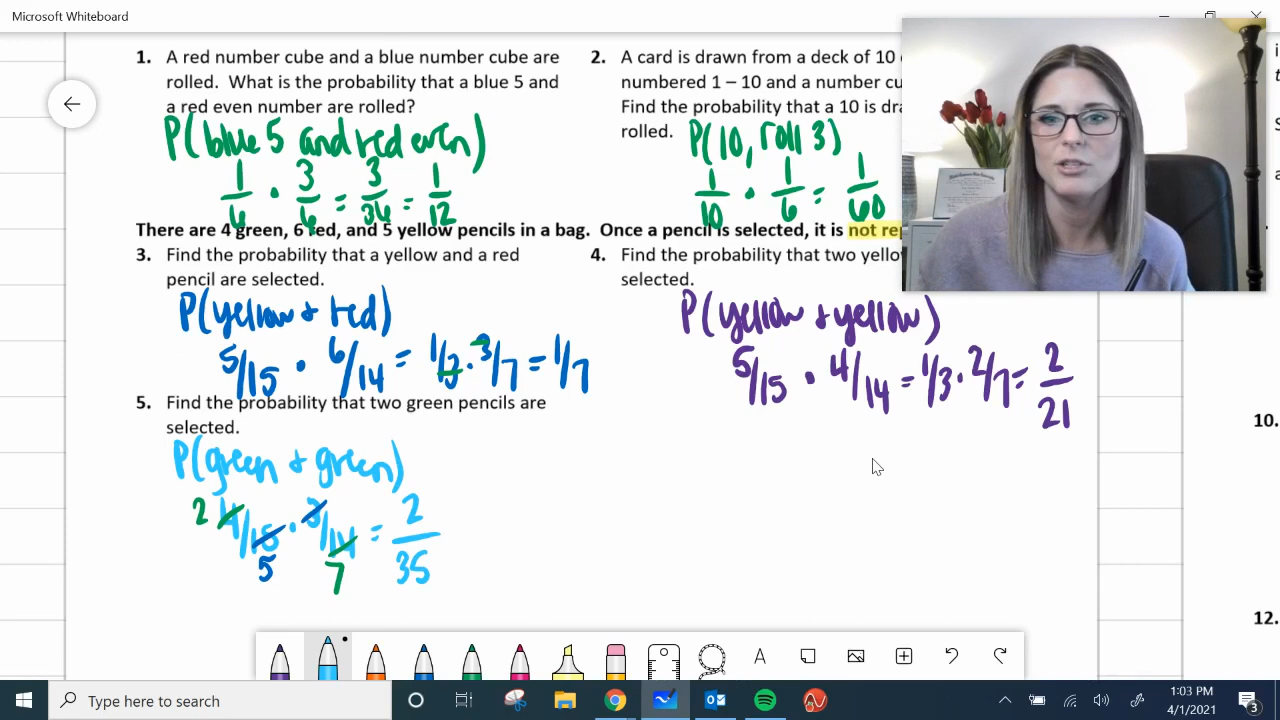 Microsoft Whiteboard
1. A red number cube and a blue number cube are
rolled. What is the probability that a blue 5 and
a red even number are rolled?
P(blue 5 and red even)
1/6 · 3/6 = 3/36 = 1/12
2. A card is drawn from a deck of 10
numbered 1 – 10 and a number
Find the probability that a 10 is
rolled.
P(10, roll 3)
1/10 · 1/6 = 1/60
There are 4 green, 6 red, and 5 yellow pencils in a bag. Once a pencil is selected, it is not
3. Find the probability that a yellow and a red
pencil are selected.
P(yellow + red)
5/15 · 6/14 = 1/3 · 3/7 = 1/7
4. Find the probability that two
selected.
P(yellow + yellow)
5/15 · 4/14 = 1/3 · 2/7 = 2/21
5. Find the probability that two green pencils are
selected.
P(green + green)
2 4/15 · 3/14 = 2/35
5 7
10.
12.
A
Type here to search
1:03 PM
4/1/2021
3